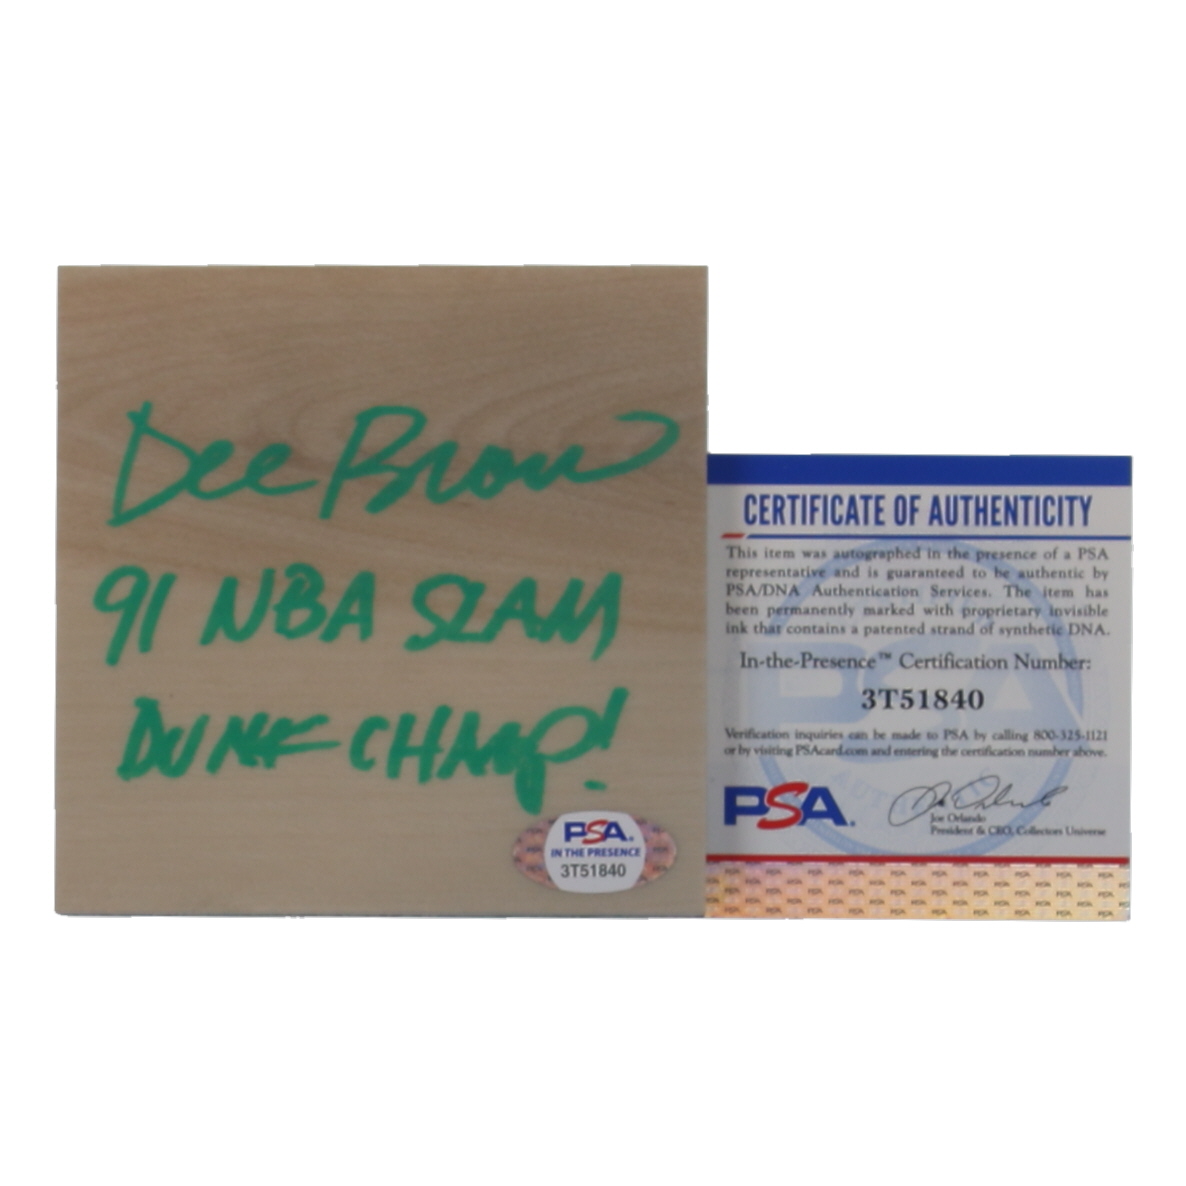 Dee Brown
91 NBA SLAM
DUNK CHAMP!
PSA.
IN THE PRESENCE
3T51840
CERTIFICATE OF AUTHENTICITY
This item was autographed in the presence of a PSA
representative and is guaranteed to be authentic by
PSA/DNA Authentication Services. The item has
been permanently marked with proprietary invisible
ink that contains a patented strand of synthetic DNA.
In-the-Presence™ Certification Number:
3T51840
Verification inquiries can be made to PSA by calling 800-325-1121
or by visiting PSAcard.com and entering the certification number above.
PSA.
Joe Orlando
President & CEO, Collectors Universe